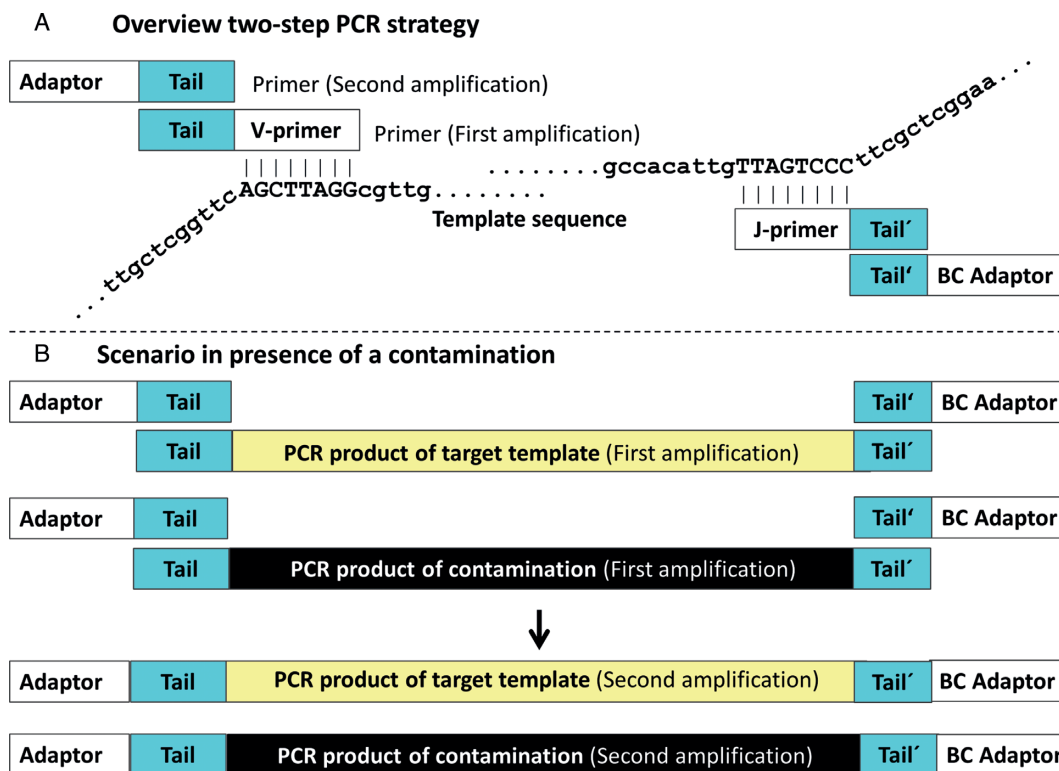 A Overview two-step PCR strategy
Adaptor Tail Primer (Second amplification)
Tail V-primer Primer (First amplification)
...ttgctcggttcAGCTTAGGcgttg........
........gccacattgTTAGTCCCttcgctcggaa...
Template sequence
J-primer Tail´
Tail‘ BC Adaptor
B Scenario in presence of a contamination
Adaptor Tail Tail‘ BC Adaptor
Tail PCR product of target template (First amplification) Tail´
Adaptor Tail Tail‘ BC Adaptor
Tail PCR product of contamination (First amplification) Tail´
Adaptor Tail PCR product of target template (Second amplification) Tail´ BC Adaptor
Adaptor Tail PCR product of contamination (Second amplification) Tail´ BC Adaptor